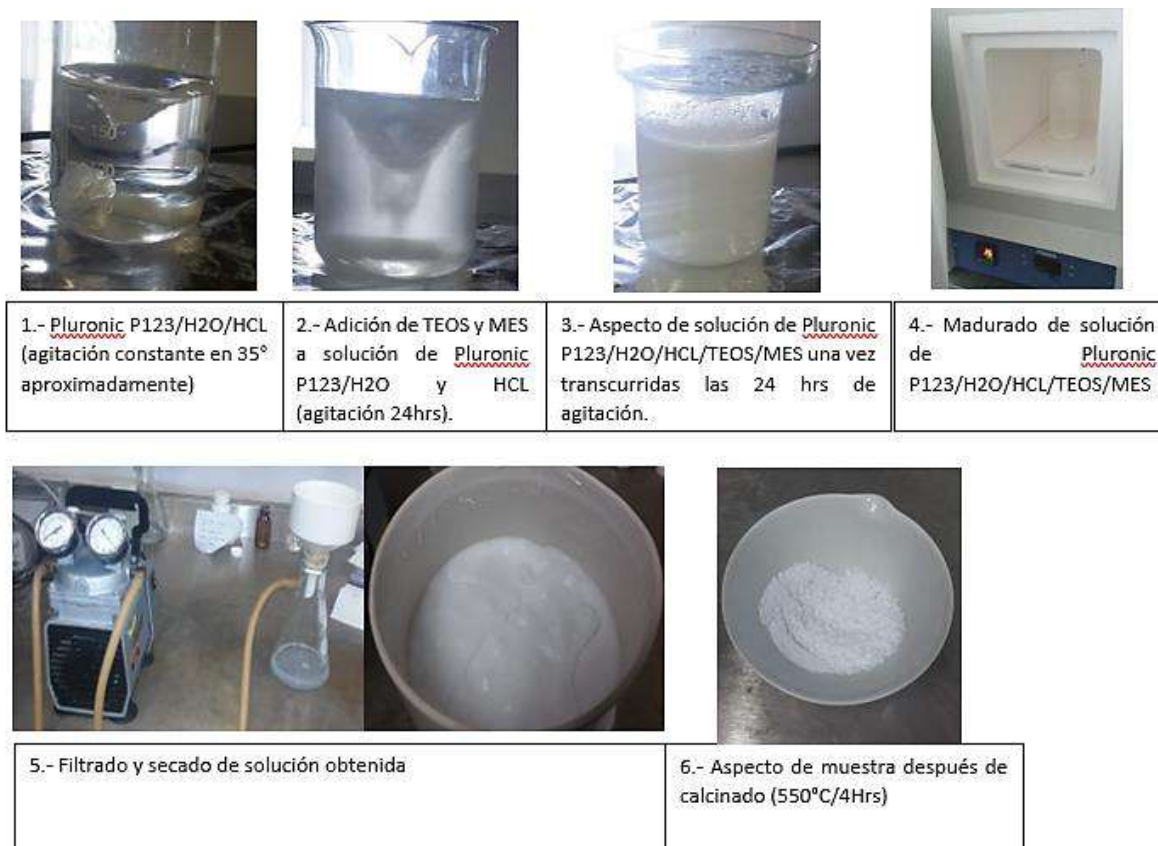 150
1.- Pluronic P123/H2O/HCL
(agitación constante en 35°
aproximadamente)
2.- Adición de TEOS y MES
a solución de Pluronic
P123/H2O y HCL
(agitación 24hrs).
3.- Aspecto de solución de Pluronic
P123/H2O/HCL/TEOS/MES una vez
transcurridas las 24 hrs de
agitación.
4.- Madurado de solución
de Pluronic
P123/H2O/HCL/TEOS/MES
5.- Filtrado y secado de solución obtenida
6.- Aspecto de muestra después de
calcinado (550°C/4Hrs)